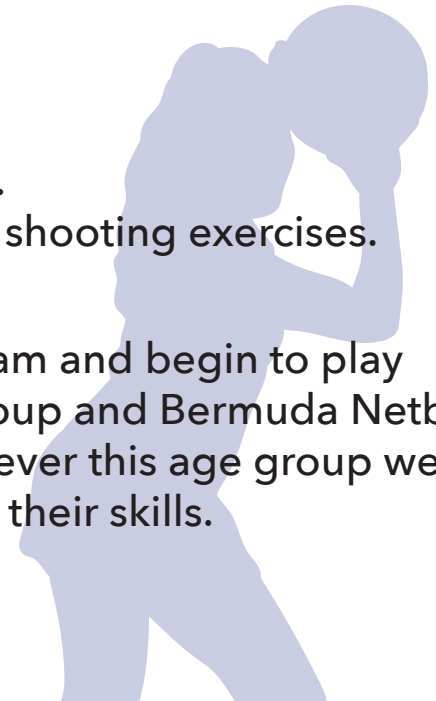 .
shooting exercises.
am and begin to play
oup and Bermuda Netb
ever this age group we
their skills.